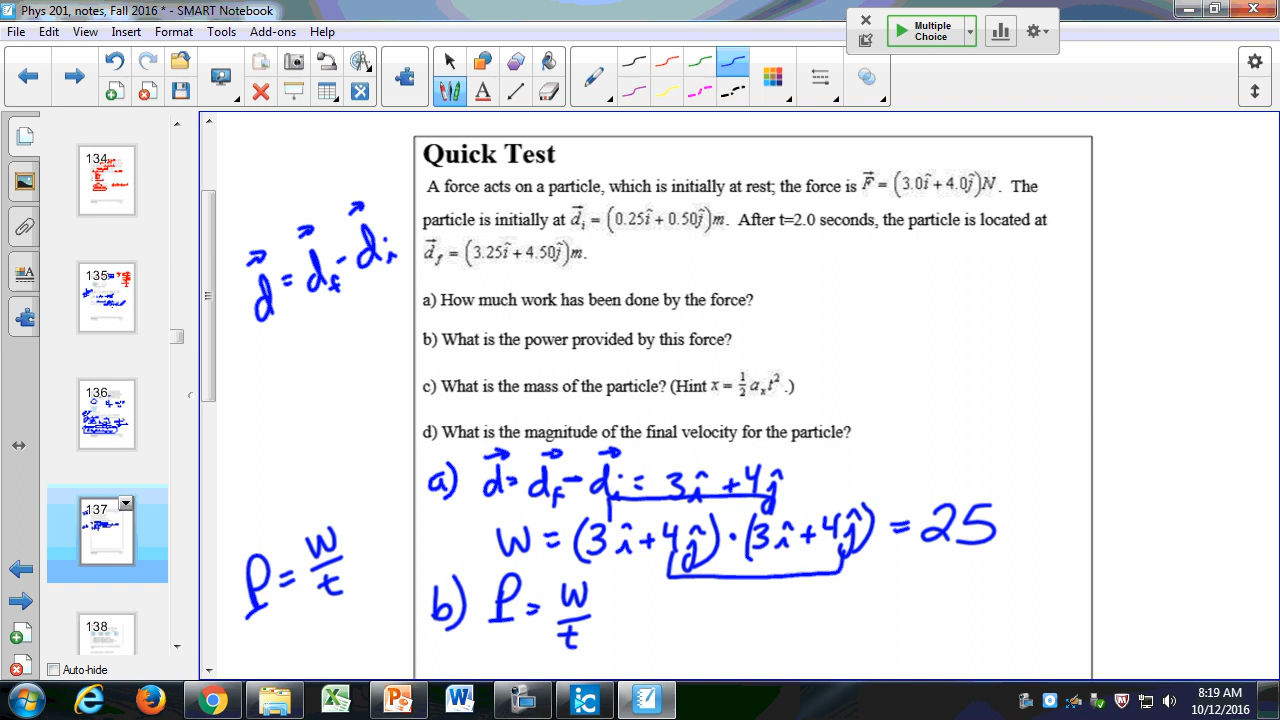 Phys 201, notes, Fall 2016 * - SMART Notebook
File Edit View Insert Format Tools Add-ons Help
Multiple
Choice
134
135
136
137
138
Auto-hide
Quick Test
A force acts on a particle, which is initially at rest; the force is F⃗ = (3.0î + 4.0ĵ)N. The
particle is initially at d⃗ᵢ = (0.25î + 0.50ĵ)m. After t=2.0 seconds, the particle is located at
d⃗_f = (3.25î + 4.50ĵ)m.
a) How much work has been done by the force?
b) What is the power provided by this force?
c) What is the mass of the particle? (Hint x = ½ aₓt² .)
d) What is the magnitude of the final velocity for the particle?
d⃗ = d⃗_f - d⃗ᵢ
a) d⃗ = d⃗_f - d⃗ᵢ = 3î + 4ĵ
W = (3î + 4ĵ) · (3î + 4ĵ) = 25
P = W/t
b) P = W/t
8:19 AM
10/12/2016